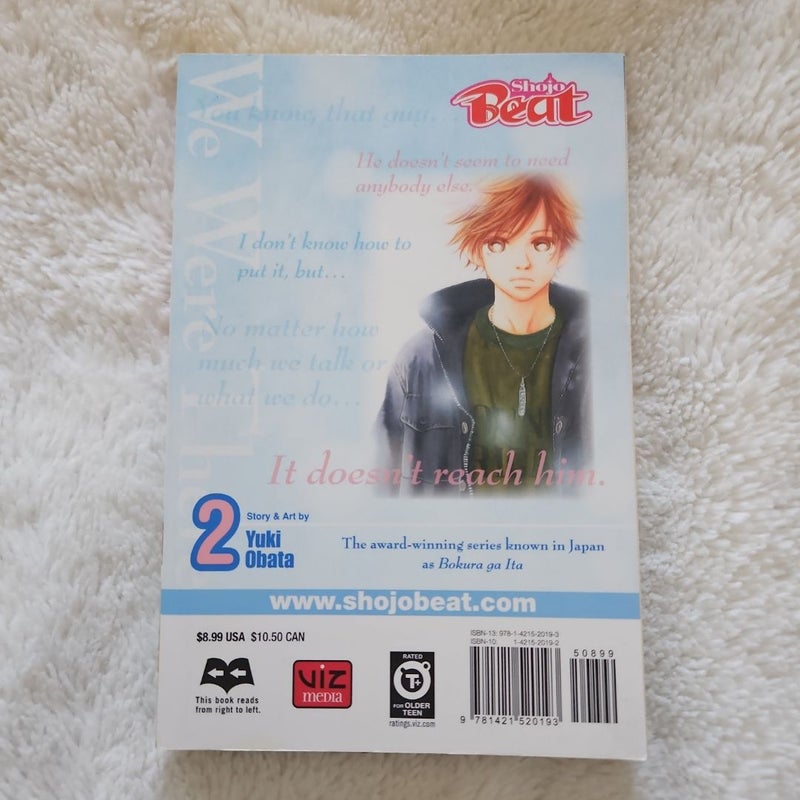 We Were Th
Shojo
Beat
You know, that guy...
He doesn't seem to need
anybody else.
I don't know how to
put it, but...
No matter how
much we talk or
what we do...
It doesn't reach him.
2
Story & Art by
Yuki
Obata
The award-winning series known in Japan
as Bokura ga Ita
www.shojobeat.com
$8.99 USA $10.50 CAN
This book reads
from right to left.
VIZ
MEDIA
RATED
T+
FOR OLDER
TEEN
ratings.viz.com
ISBN-13: 978-1-4215-2019-3
ISBN-10: 1-4215-2019-2
50899
9 781421 520193